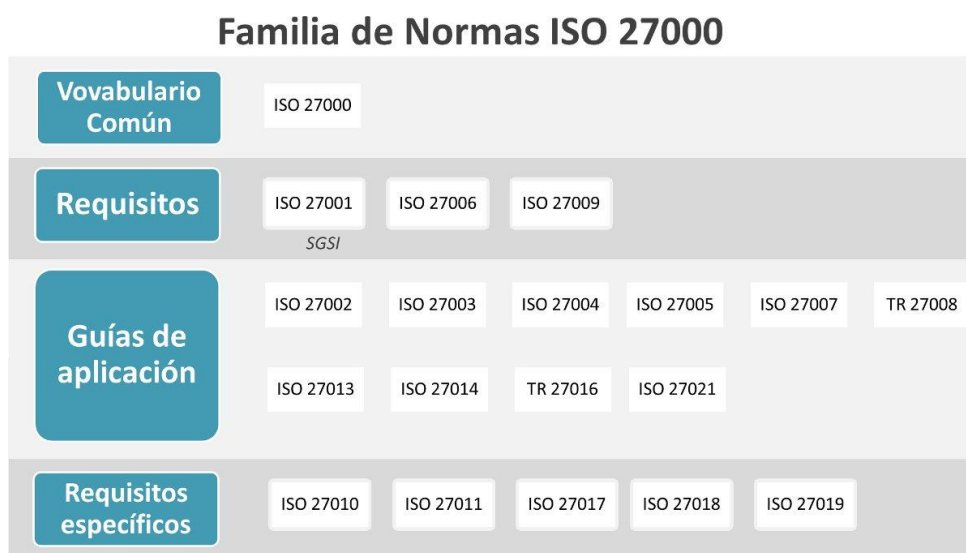 Familia de Normas ISO 27000
Vovabulario
Común
ISO 27000
Requisitos
ISO 27001
ISO 27006
ISO 27009
SGSI
Guías de
aplicación
ISO 27002
ISO 27003
ISO 27004
ISO 27005
ISO 27007
TR 27008
ISO 27013
ISO 27014
TR 27016
ISO 27021
Requisitos
específicos
ISO 27010
ISO 27011
ISO 27017
ISO 27018
ISO 27019